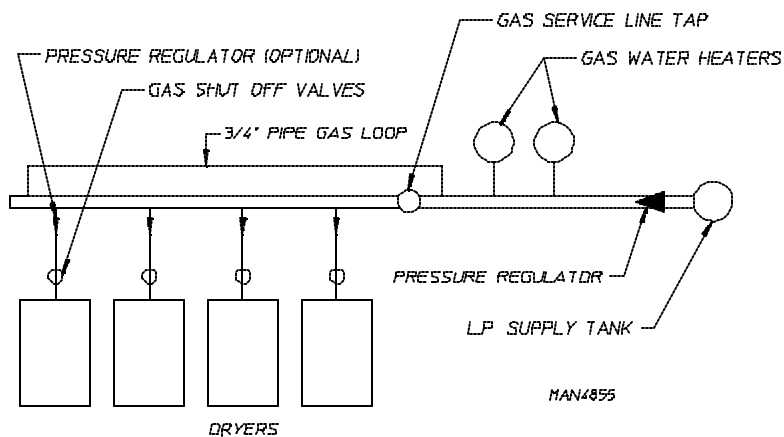 GAS SERVICE LINE TAP
PRESSURE REGULATOR (OPTIONAL)
GAS WATER HEATERS
GAS SHUT OFF VALVES
3/4" PIPE GAS LOOP
PRESSURE REGULATOR
L.P SUPPLY TANK
MAN4855
DRYERS